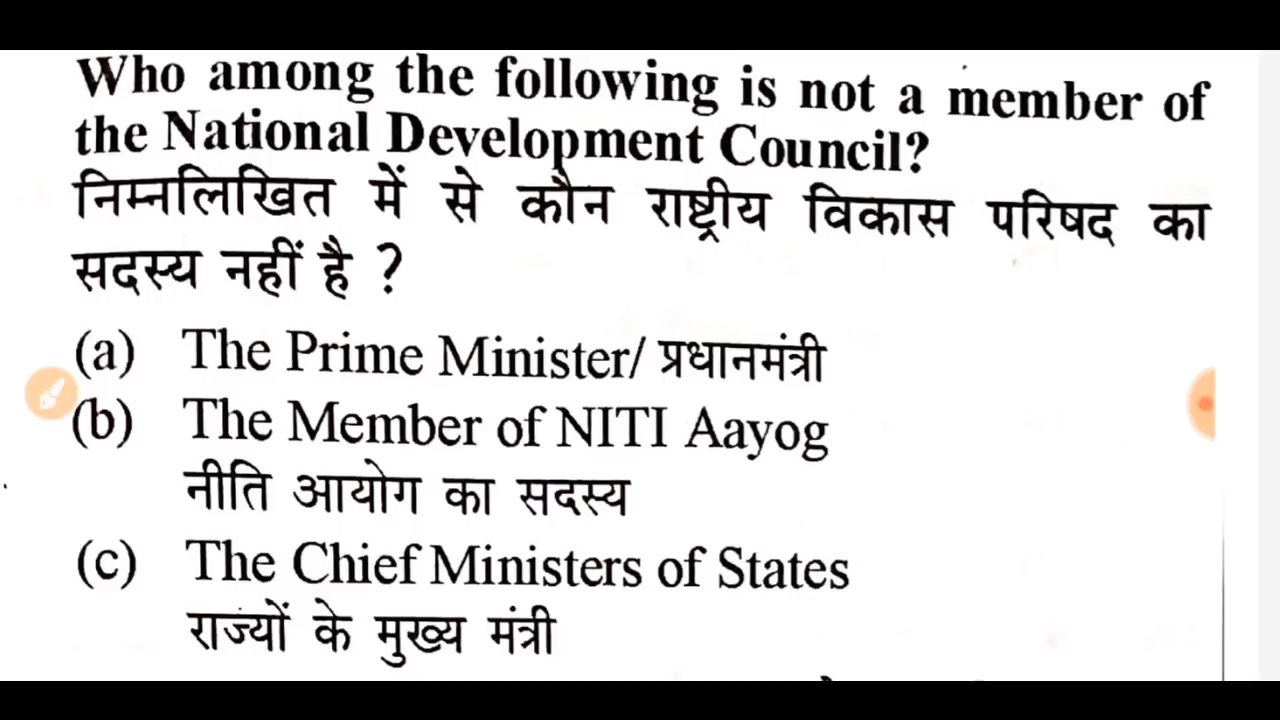 Who among the following is not a member of
the National Development Council?
निम्नलिखित में से कौन राष्ट्रीय विकास परिषद का
सदस्य नहीं है ?
(a) The Prime Minister/ प्रधानमंत्री
(b) The Member of NITI Aayog
नीति आयोग का सदस्य
(c) The Chief Ministers of States
राज्यों के मुख्य मंत्री